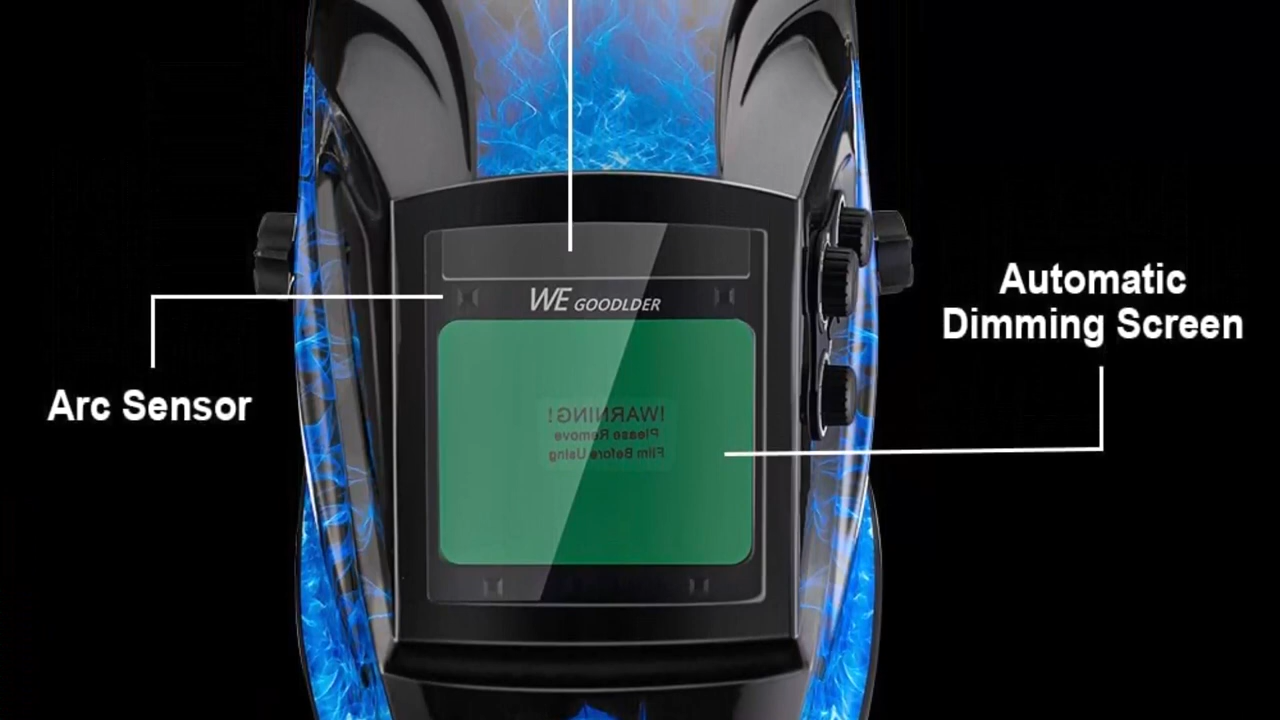 Automatic
Dimming Screen
WE GOODLDER
Arc Sensor
!WARNING!
Please Remove
Film Before Using